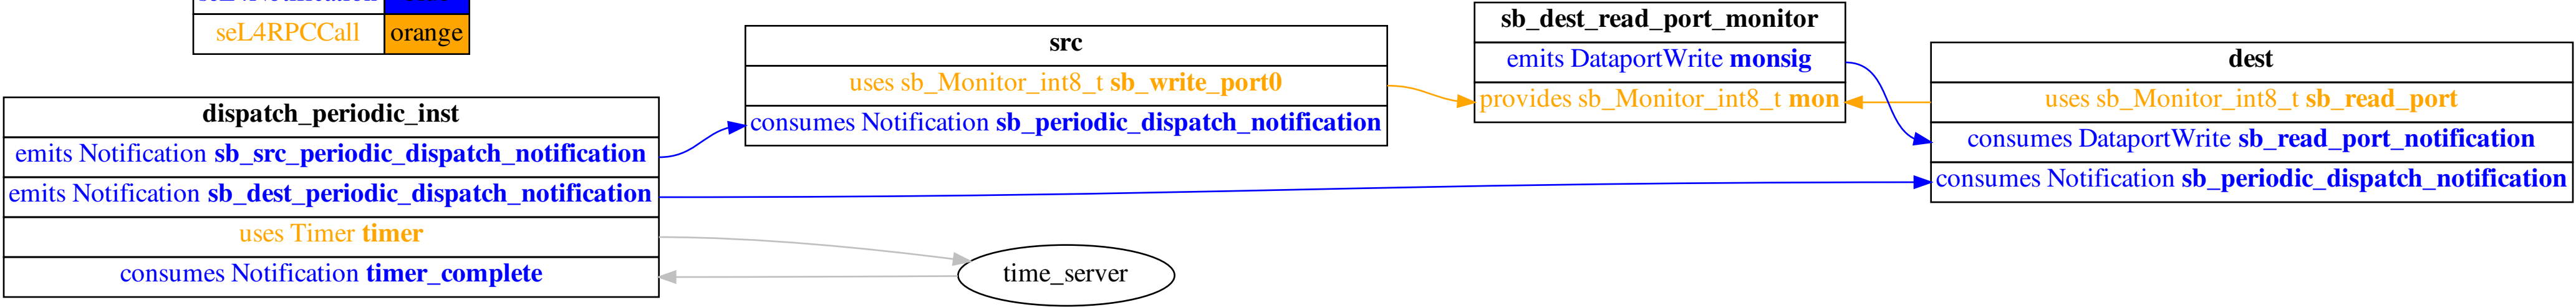 seL4RPCCall orange
dispatch_periodic_inst
emits Notification sb_src_periodic_dispatch_notification
emits Notification sb_dest_periodic_dispatch_notification
uses Timer timer
consumes Notification timer_complete
src
uses sb_Monitor_int8_t sb_write_port0
consumes Notification sb_periodic_dispatch_notification
time_server
sb_dest_read_port_monitor
emits DataportWrite monsig
provides sb_Monitor_int8_t mon
dest
uses sb_Monitor_int8_t sb_read_port
consumes DataportWrite sb_read_port_notification
consumes Notification sb_periodic_dispatch_notification